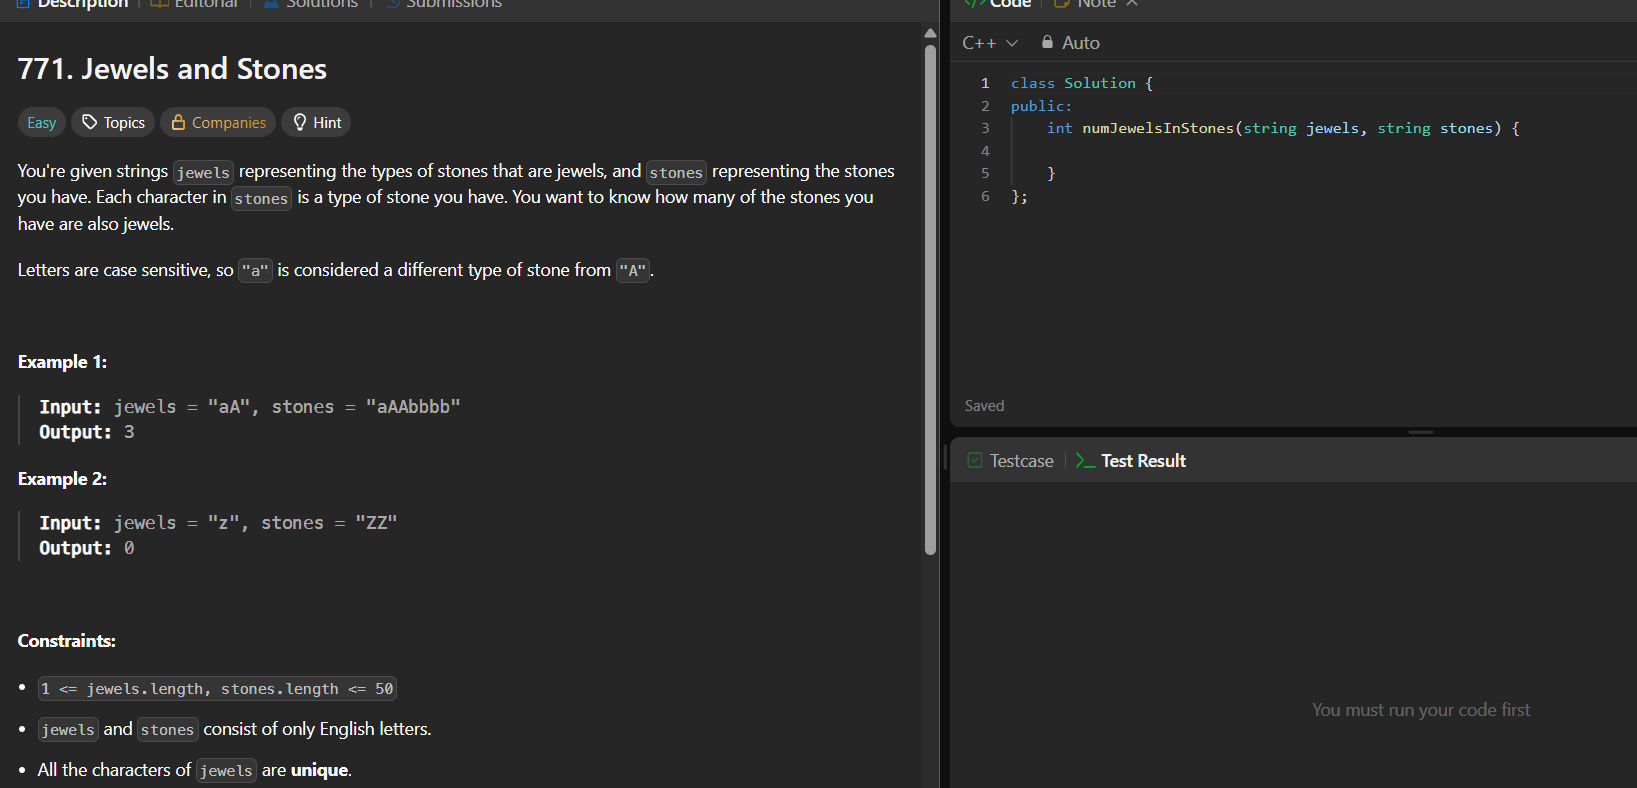 Description | Editorial | Solutions | Submissions
771. Jewels and Stones
Easy Topics Companies Hint
You're given strings jewels representing the types of stones that are jewels, and stones representing the stones
you have. Each character in stones is a type of stone you have. You want to know how many of the stones you
have are also jewels.
Letters are case sensitive, so "a" is considered a different type of stone from "A".
Example 1:
Input: jewels = "aA", stones = "aAAbbbb"
Output: 3
Example 2:
Input: jewels = "z", stones = "ZZ"
Output: 0
Constraints:
• 1 <= jewels.length, stones.length <= 50
• jewels and stones consist of only English letters.
• All the characters of jewels are unique.
</> Code | Note
C++ Auto
1 class Solution {
2 public:
3 int numJewelsInStones(string jewels, string stones) {
4
5 }
6 };
Saved
Testcase | >_ Test Result
You must run your code first